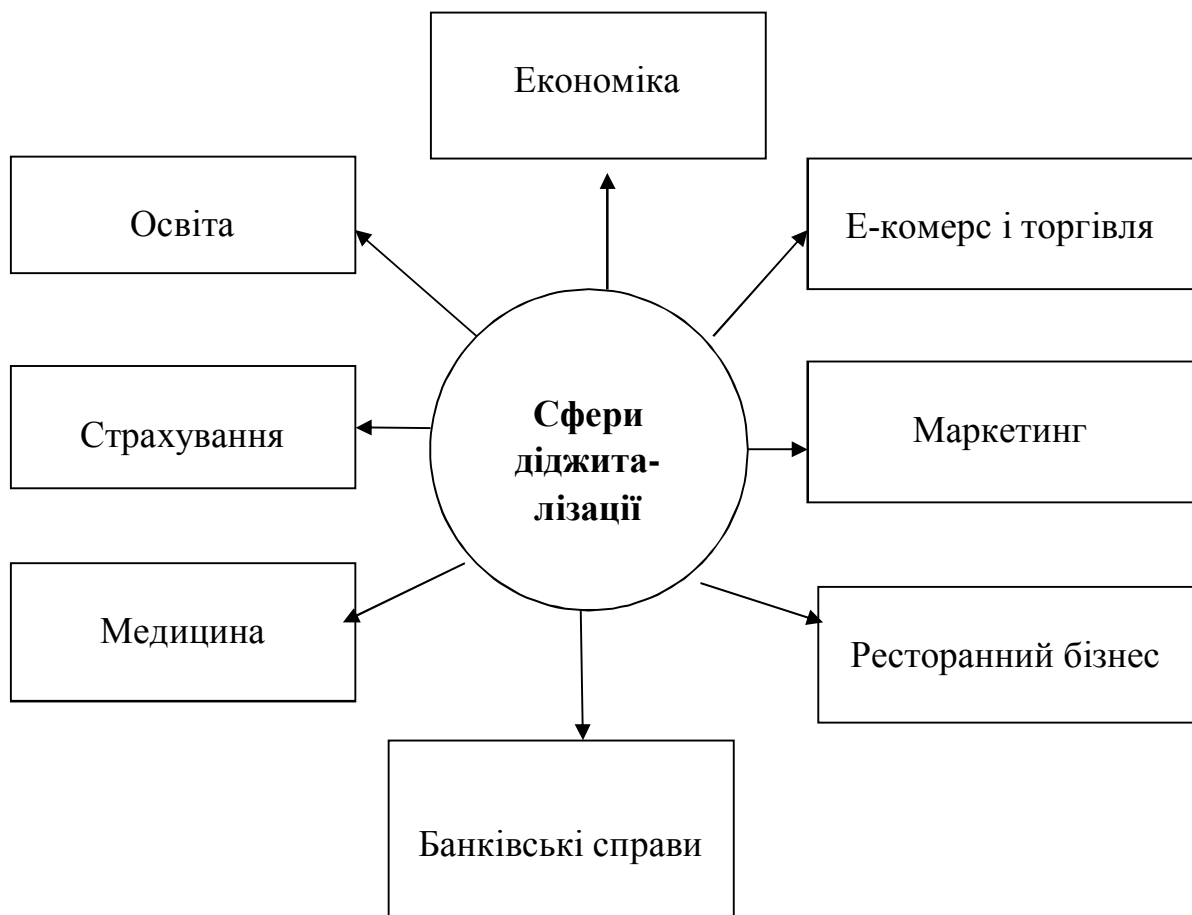 Економіка
Освіта
Е-комерс і торгівля
Страхування
Сфери
діджита-
лізації
Маркетинг
Медицина
Ресторанний бізнес
Банківські справи